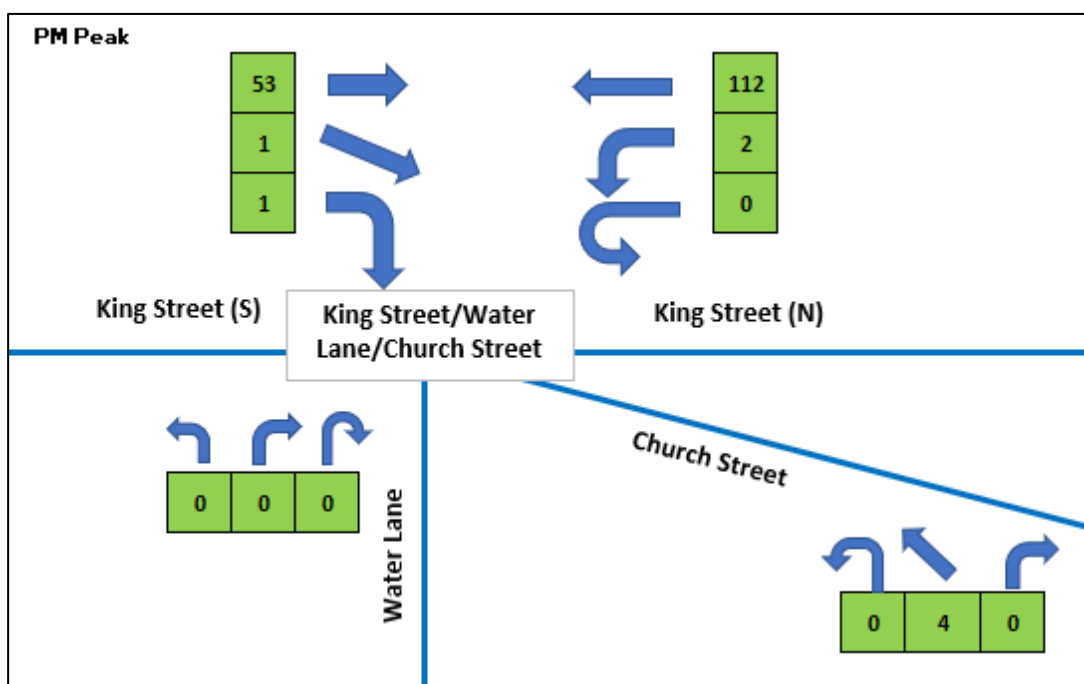 PM Peak
53
1
1
112
2
0
King Street (S)
King Street/Water
Lane/Church Street
King Street (N)
0 0 0
Water Lane
Church Street
0 4 0